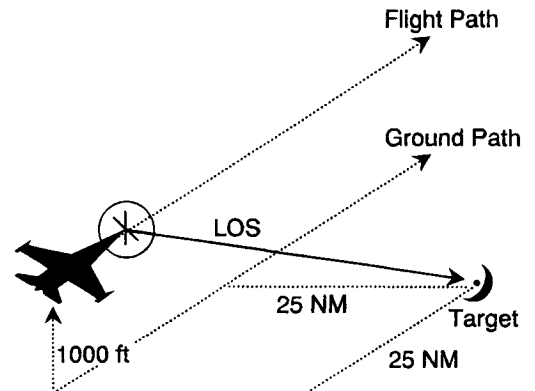 Flight Path
Ground Path
LOS
25 NM
Target
1000 ft
25 NM